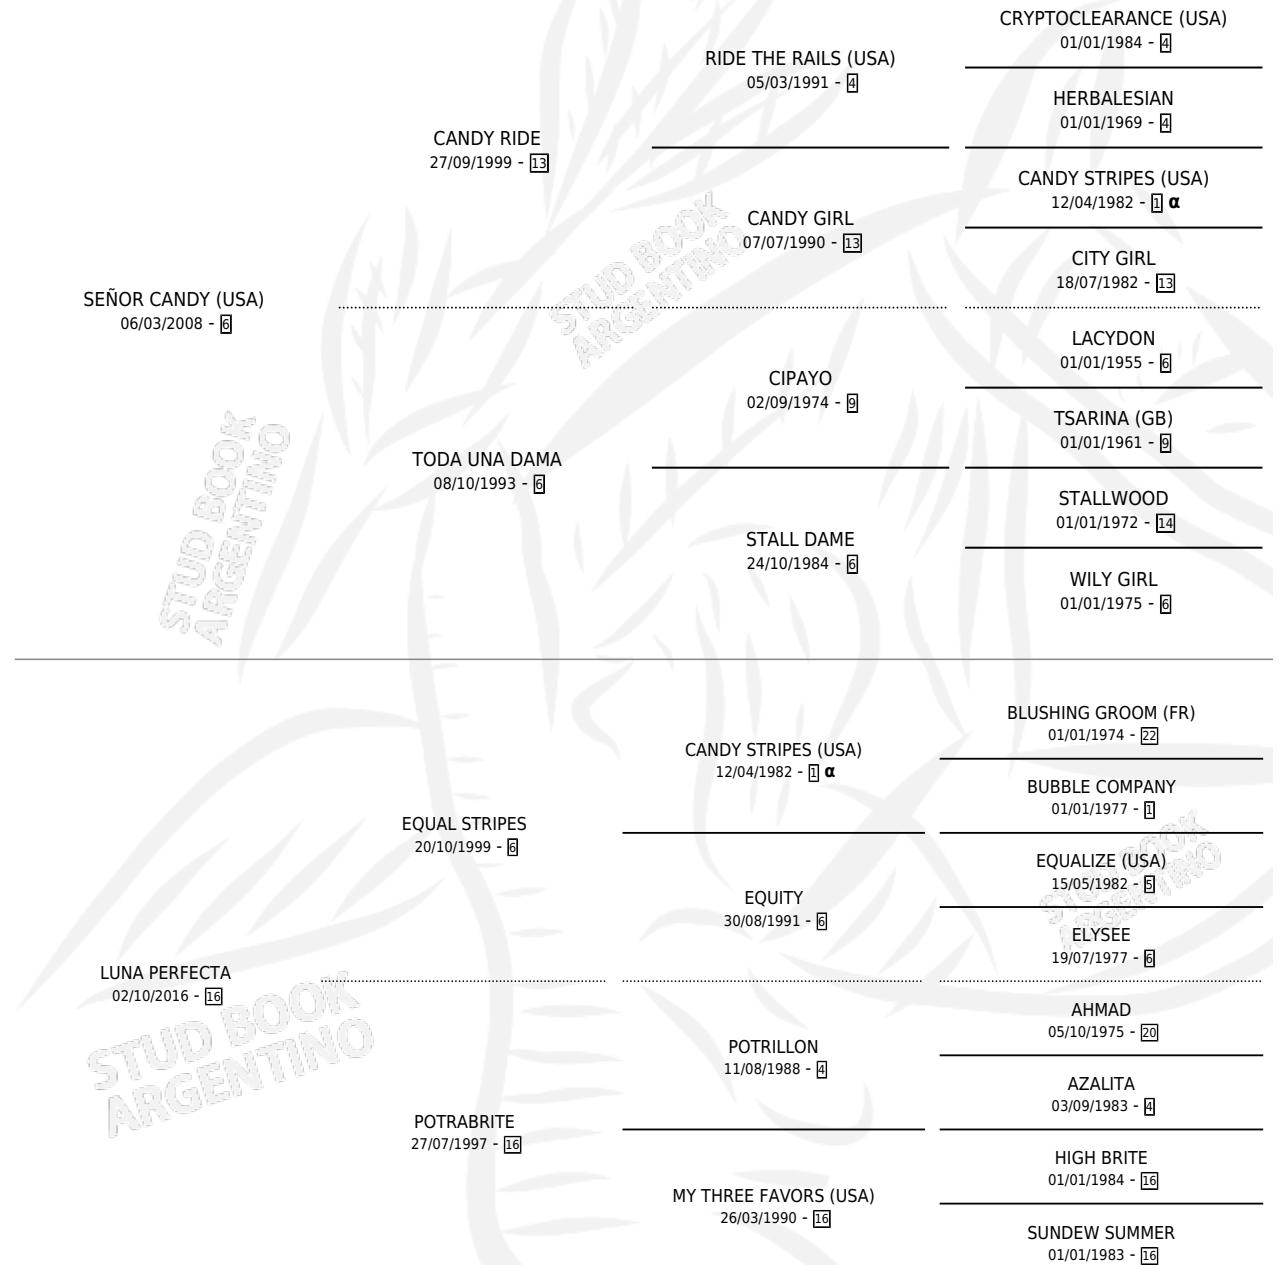 CRYPTOCLEARANCE (USA)
01/01/1984 - 4
RIDE THE RAILS (USA)
05/03/1991 - 4
HERBALESIAN
01/01/1969 - 4
CANDY RIDE
27/09/1999 - 13
CANDY STRIPES (USA)
12/04/1982 - 1 α
CANDY GIRL
07/07/1990 - 13
CITY GIRL
18/07/1982 - 13
SEÑOR CANDY (USA)
06/03/2008 - 6
LACYDON
01/01/1955 - 6
CIPAYO
02/09/1974 - 9
TSARINA (GB)
01/01/1961 - 9
TODA UNA DAMA
08/10/1993 - 6
STALLWOOD
01/01/1972 - 14
STALL DAME
24/10/1984 - 6
WILY GIRL
01/01/1975 - 6
BLUSHING GROOM (FR)
01/01/1974 - 22
CANDY STRIPES (USA)
12/04/1982 - 1 α
BUBBLE COMPANY
01/01/1977 - 1
EQUAL STRIPES
20/10/1999 - 6
EQUALIZE (USA)
15/05/1982 - 5
EQUITY
30/08/1991 - 6
ELYSEE
19/07/1977 - 6
LUNA PERFECTA
02/10/2016 - 16
AHMAD
05/10/1975 - 20
POTRILLON
11/08/1988 - 4
AZALITA
03/09/1983 - 4
POTRABRITE
27/07/1997 - 16
HIGH BRITE
01/01/1984 - 16
MY THREE FAVORS (USA)
26/03/1990 - 16
SUNDEW SUMMER
01/01/1983 - 16
STUD BOOK
ARGENTINO
STUD BOOK
ARGENTINO
STUD BOOK
ARGENTINO
STUD BOOK
ARGENTINO